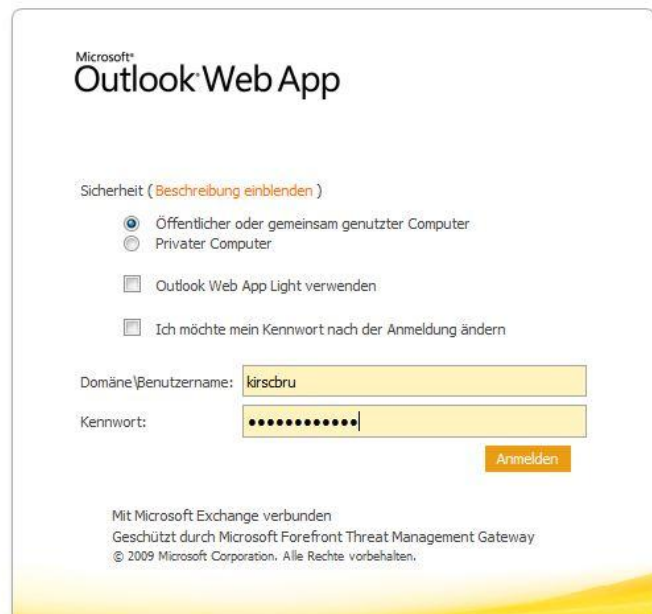 Microsoft®
Outlook® Web App
Sicherheit ( Beschreibung einblenden )
Öffentlicher oder gemeinsam genutzter Computer
Privater Computer
Outlook Web App Light verwenden
Ich möchte mein Kennwort nach der Anmeldung ändern
Domäne\Benutzername: kirscbru
Kennwort: ●●●●●●●●●●●●
Anmelden
Mit Microsoft Exchange verbunden
Geschützt durch Microsoft Forefront Threat Management Gateway
© 2009 Microsoft Corporation. Alle Rechte vorbehalten.